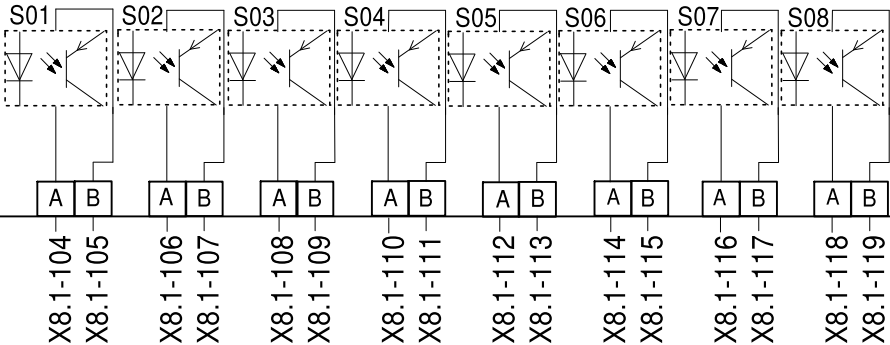 S01 S02 S03 S04 S05 S06 S07 S08
A B A B A B A B A B A B A B A B
X8.1-104
X8.1-105
X8.1-106
X8.1-107
X8.1-108
X8.1-109
X8.1-110
X8.1-111
X8.1-112
X8.1-113
X8.1-114
X8.1-115
X8.1-116
X8.1-117
X8.1-118
X8.1-119